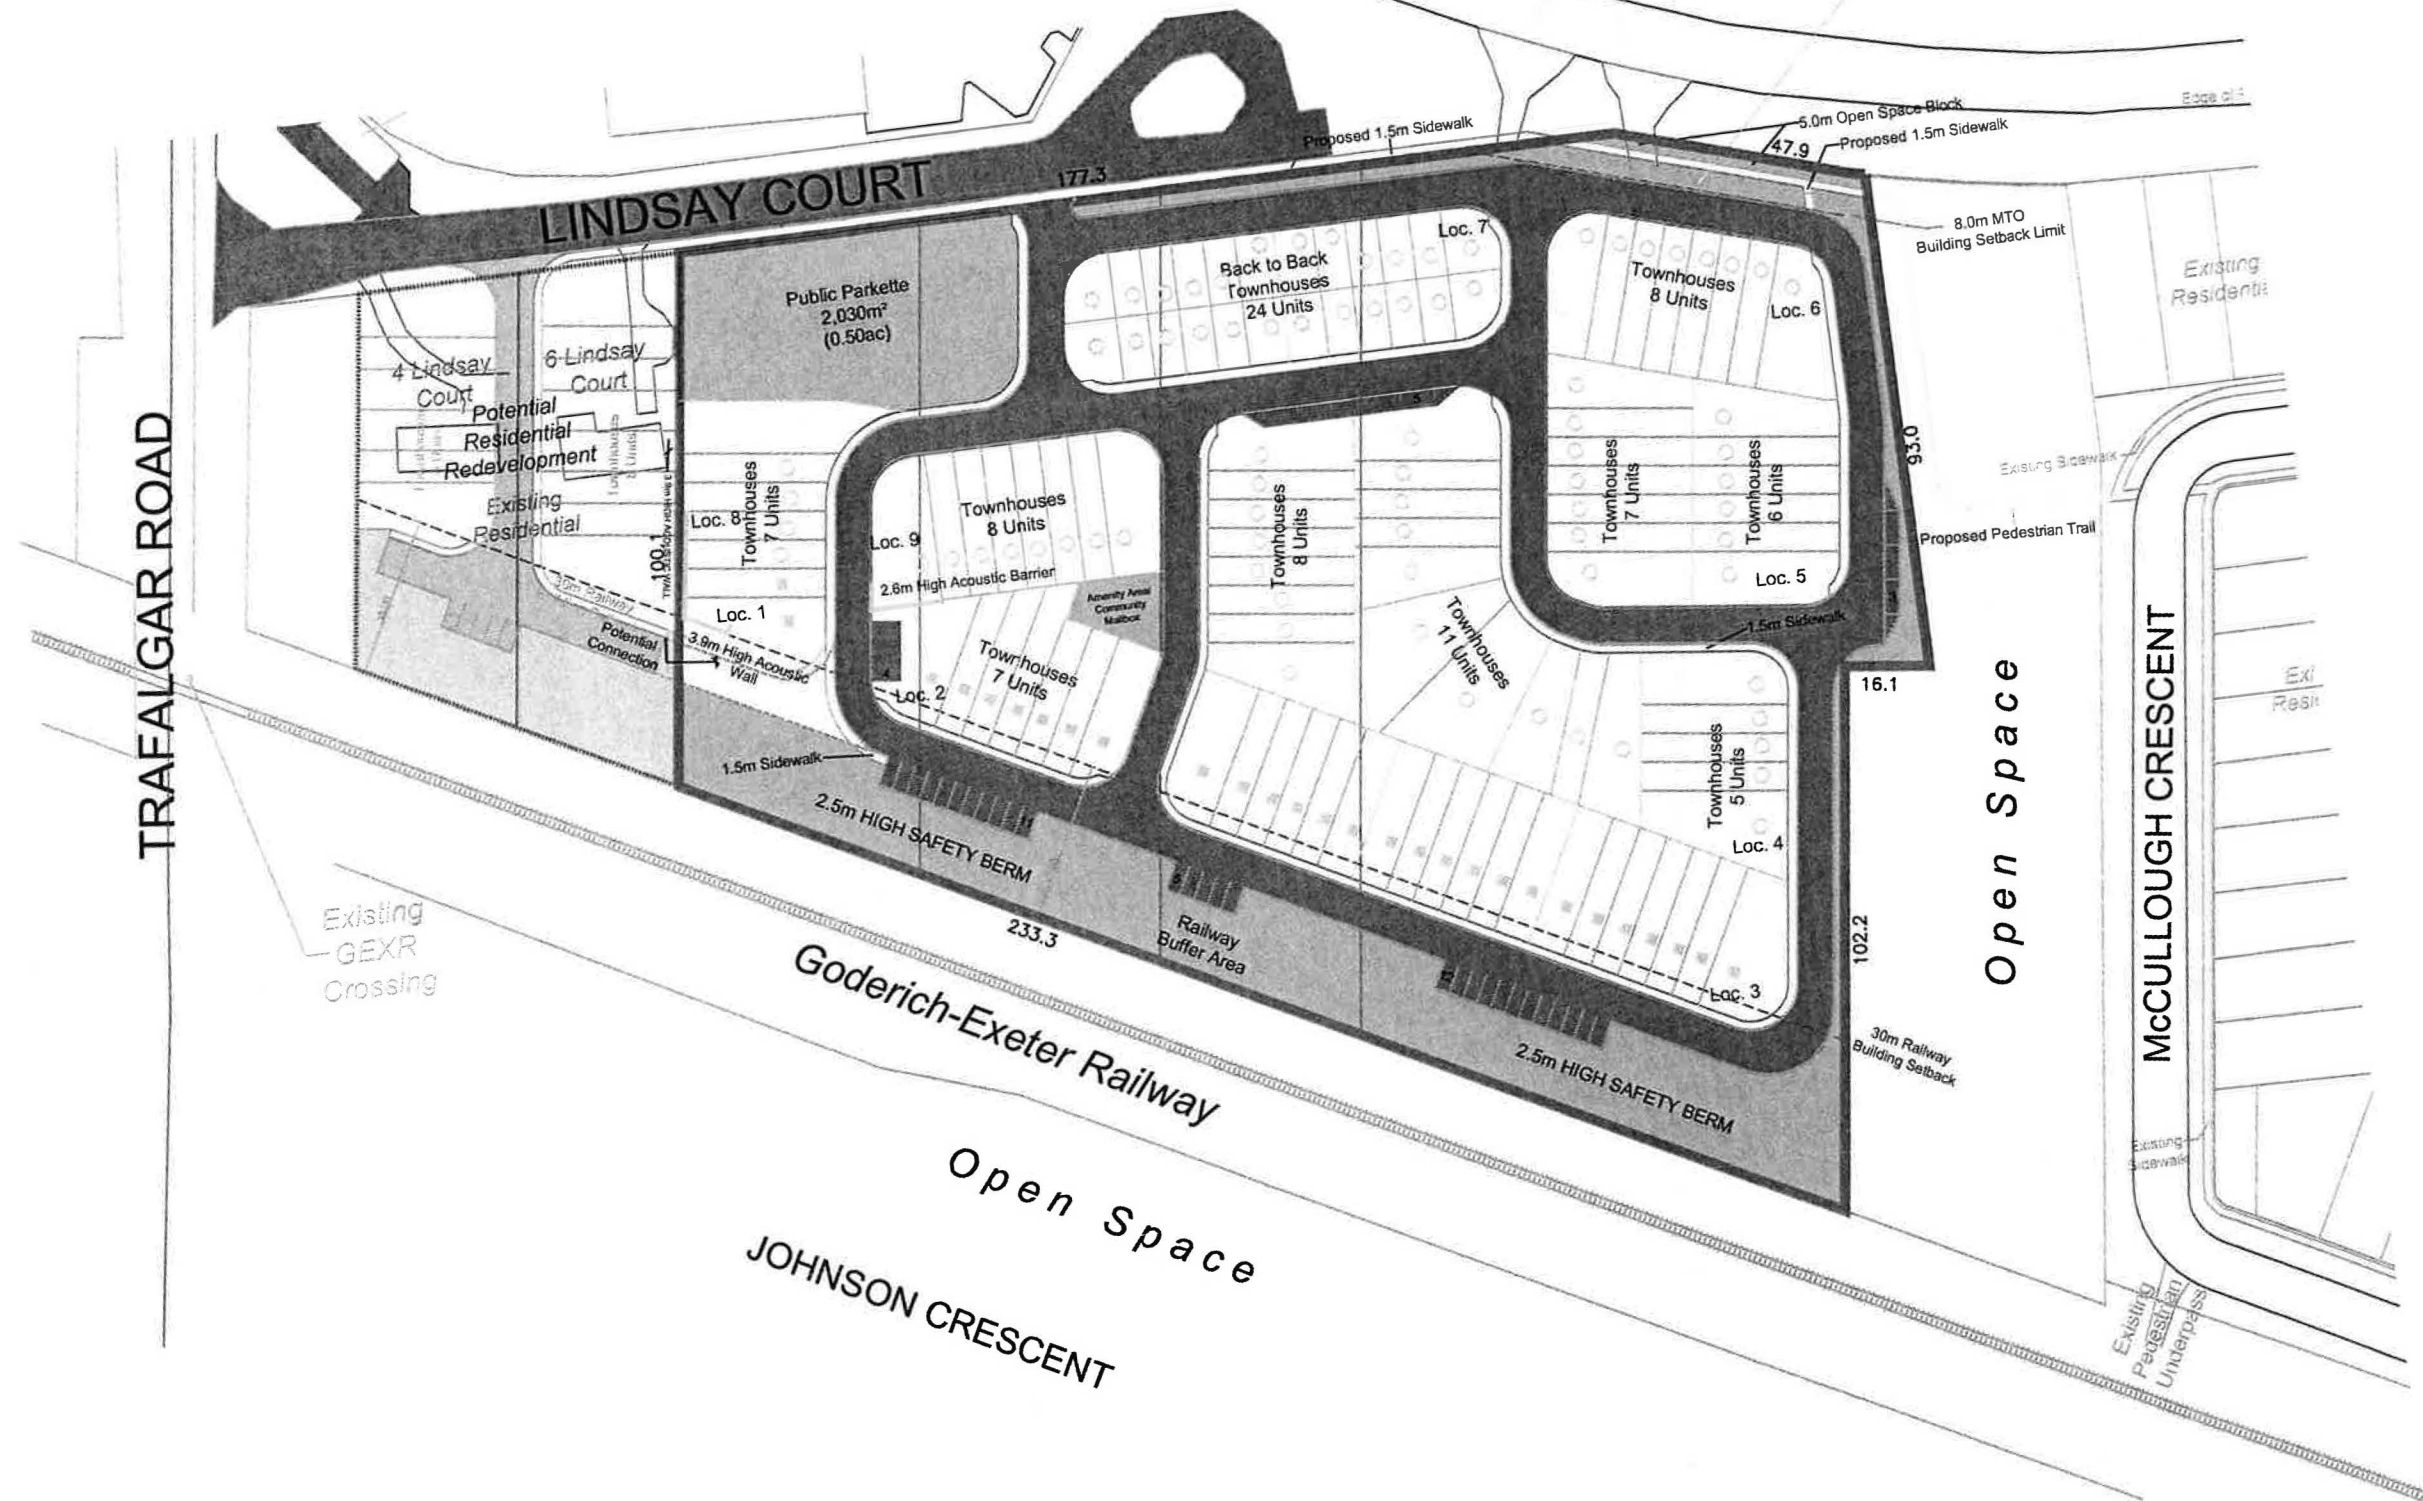 Edge of
5.0m Open Space Block
Proposed 1.5m Sidewalk
47.9
Proposed 1.5m Sidewalk
LINDSAY COURT
177.3
8.0m MTO
Building Setback Limit
Existing
Loc. 7
Back to Back
Townhouses
24 Units
Townhouses
8 Units
Loc. 6
Public Parkette
2,030m²
(0.50ac)
4 Lindsay
Court
6 Lindsay
Court
Potential
Residential
Redevelopment
Existing
Residential
TRAFALGAR ROAD
100.1
Loc. 8
Townhouses
7 Units
Loc. 1
Loc. 9
Townhouses
8 Units
2.6m High Acoustic Barrier
Amenity Area/
Community
Mailbox
Townhouses
7 Units
4
Loc. 2
5
Townhouses
8 Units
Townhouses
11 Units
Townhouses
7 Units
Townhouses
6 Units
Loc. 5
93.0
Existing Sidewalk
Proposed Pedestrian Trail
1.5m Sidewalk
16.1
30m Railway
Potential
Connection
3.9m High Acoustic
Wall
1.5m Sidewalk
11
2.5m HIGH SAFETY BERM
Townhouses
5 Units
Loc. 4
Open Space
McCULLOUGH CRESCENT
102.2
Railway
Buffer Area
12
Loc. 3
30m Railway
Building Setback
2.5m HIGH SAFETY BERM
233.3
Existing
GEXR
Crossing
Goderich-Exeter Railway
Open Space
JOHNSON CRESCENT
Existing
Sidewalk
Existing
Pedestrian
Underpass